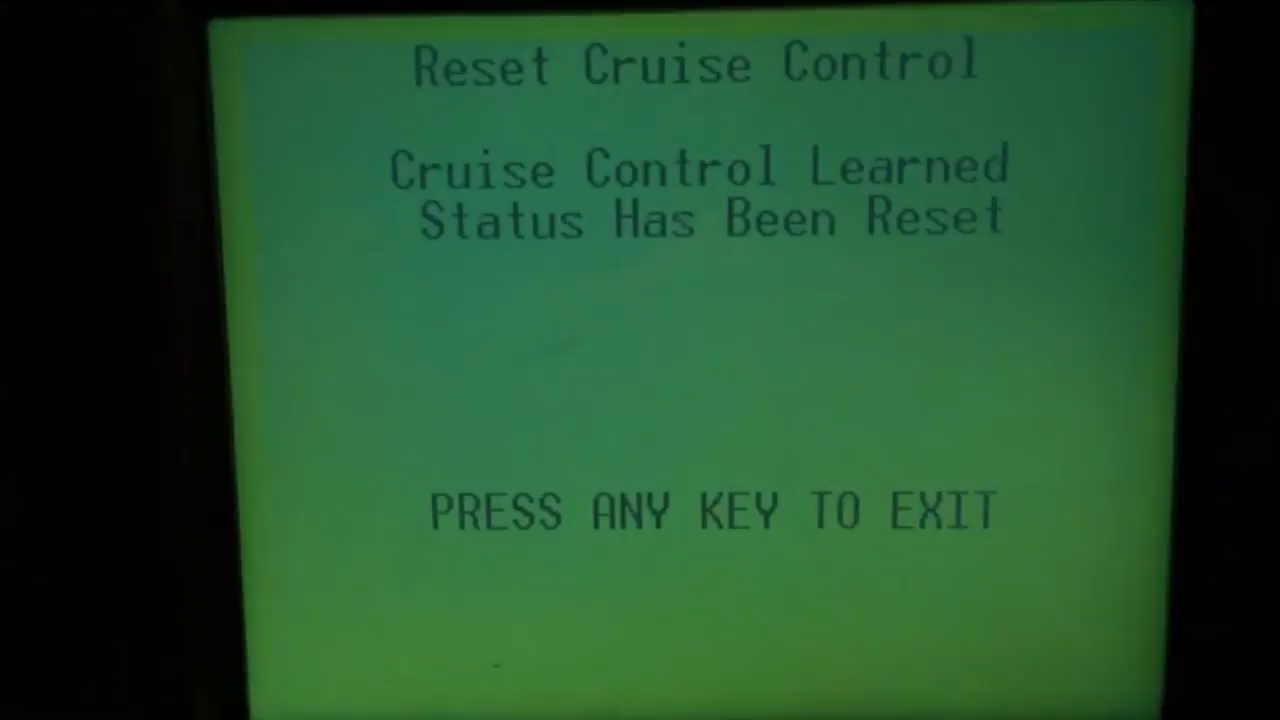 Reset Cruise Control
Cruise Control Learned
Status Has Been Reset
PRESS ANY KEY TO EXIT